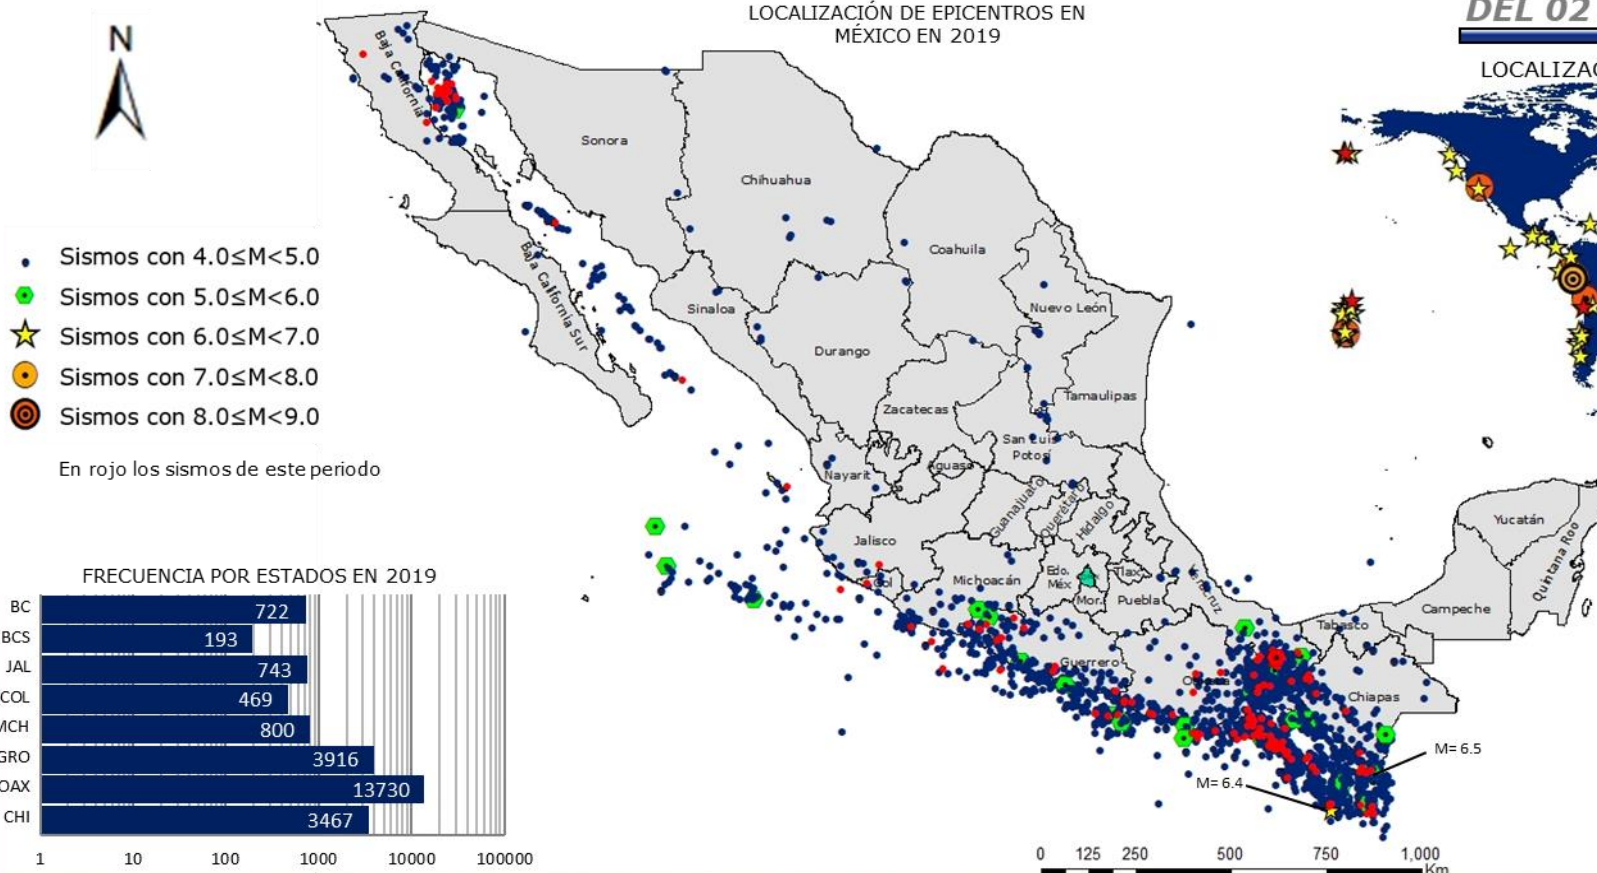 LOCALIZACIÓN DE EPICENTROS EN
MÉXICO EN 2019
DEL 02
LOCALIZAC
N
Sismos con 4.0≤M<5.0
Sismos con 5.0≤M<6.0
Sismos con 6.0≤M<7.0
Sismos con 7.0≤M<8.0
Sismos con 8.0≤M<9.0
En rojo los sismos de este periodo
Baja California
Sonora
Chihuahua
Coahuila
Baja California Sur
Sinaloa
Nuevo León
Durango
Tamaulipas
Zacatecas
San Luis
Potosí
Nayarit
Aguasc
Guanajuato
Querétaro
Hidalgo
Jalisco
Col
Michoacán
Edo.
Méx
Tlax
Mor.
Puebla
Veracruz
Yucatán
Quintana Roo
Campeche
Tabasco
Guerrero
Chiapas
M= 6.5
M= 6.4
FRECUENCIA POR ESTADOS EN 2019
BC 722
BCS 193
JAL 743
COL 469
MCH 800
GRO 3916
OAX 13730
CHI 3467
1 10 100 1000 10000 100000
0 125 250 500 750 1,000
Km